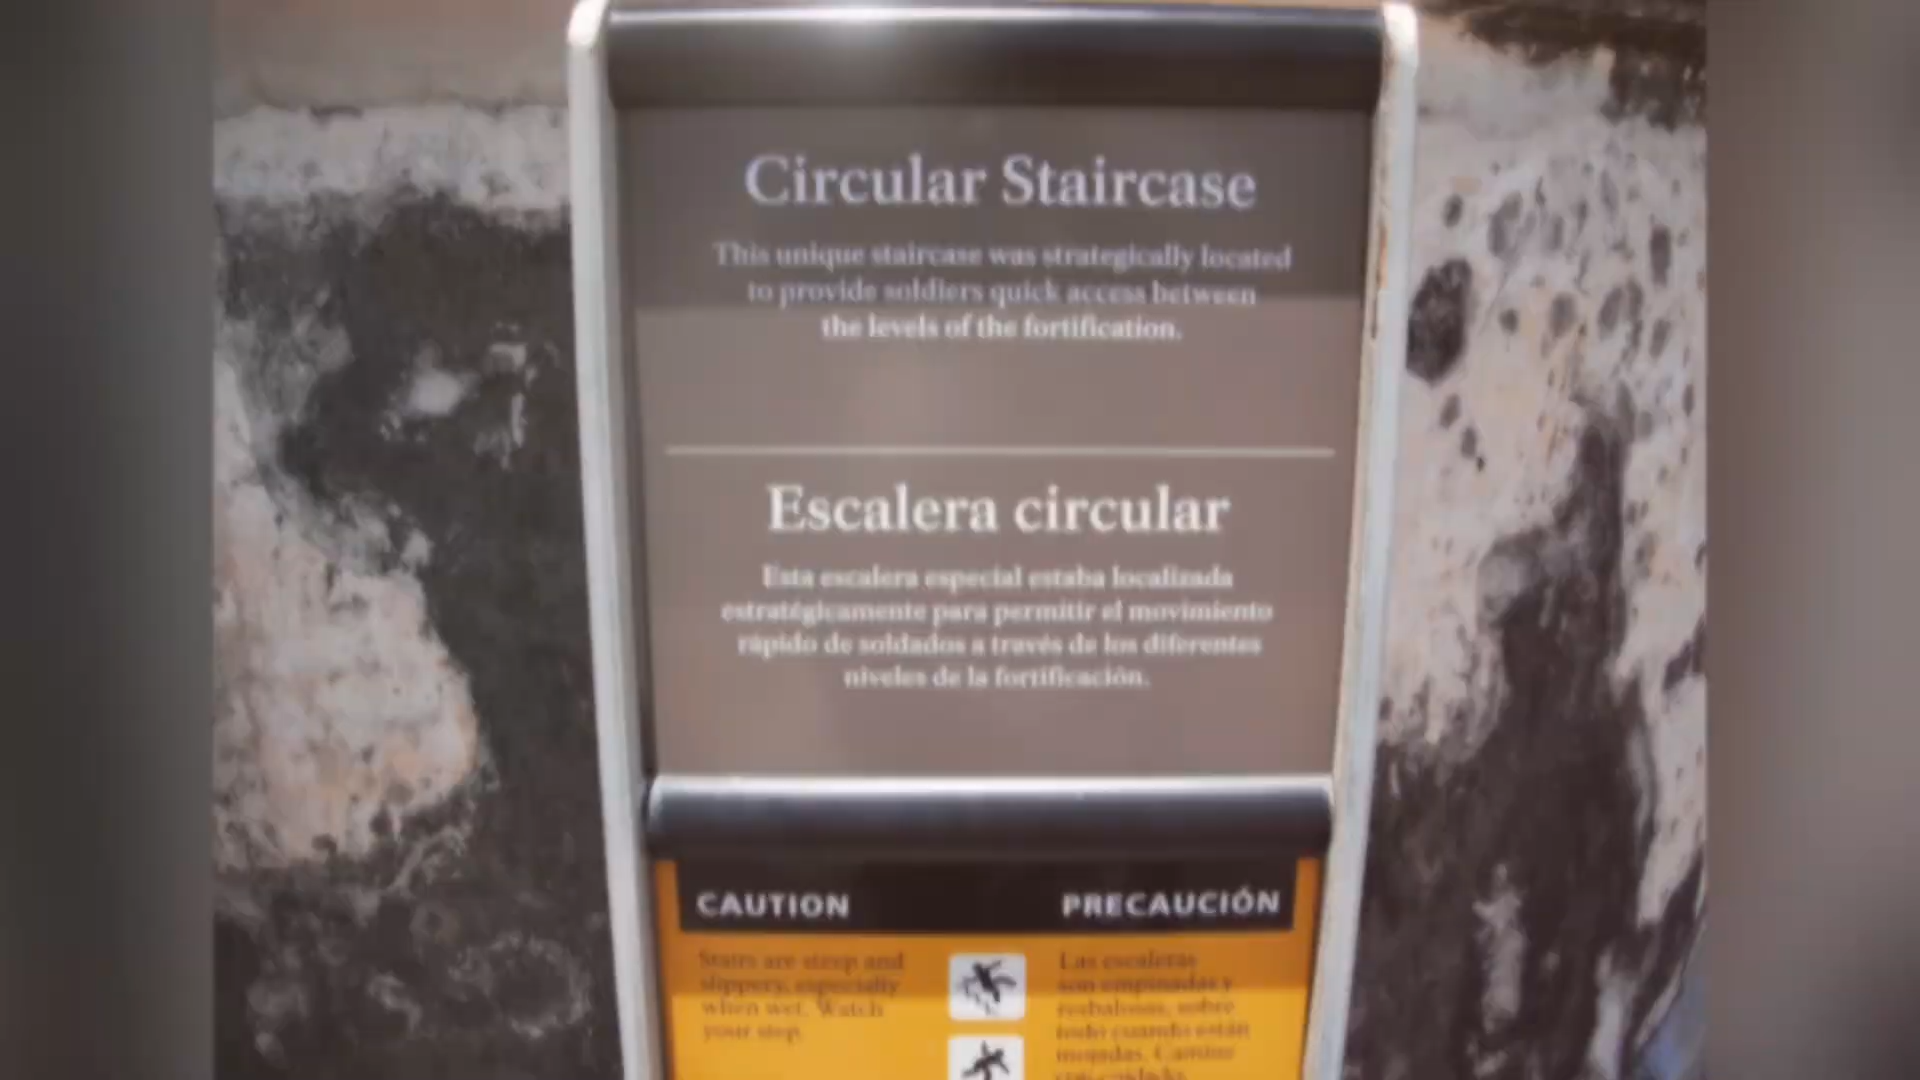 Circular Staircase
This unique staircase was strategically located
to provide soldiers quick access between
the levels of the fortification.
Escalera circular
Esta escalera especial estaba localizada
estratégicamente para permitir el movimiento
rápido de soldados a través de los diferentes
niveles de la fortificación.
CAUTION
Stairs are steep and
slippery, especially
when wet. Watch
your step.
PRECAUCIÓN
Las escaleras
son empinadas y
resbalosas, sobre
todo cuando están
mojadas. Camine
con cuidado.